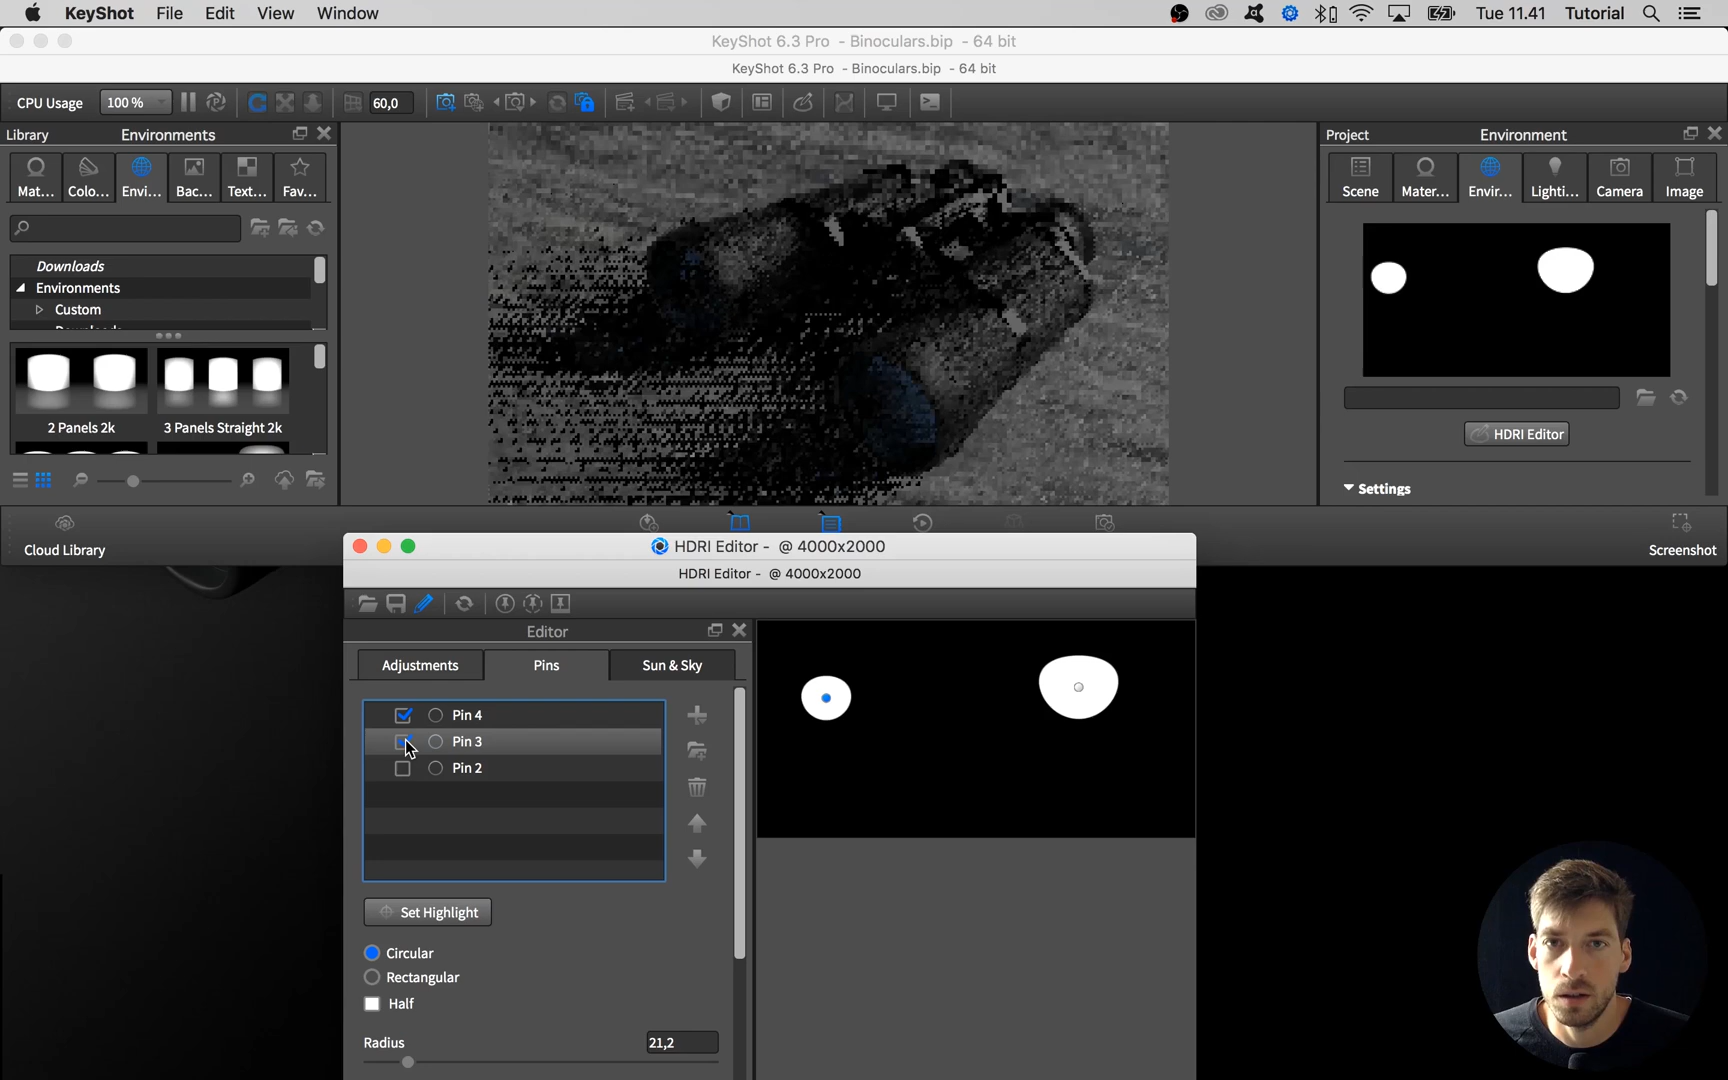 KeyShot File Edit View Window Tue 11.41 Tutorial
KeyShot 6.3 Pro - Binoculars.bip - 64 bit
KeyShot 6.3 Pro - Binoculars.bip - 64 bit
CPU Usage 100 % 60,0
Library Environments
Mat... Colo... Envi... Bac... Text... Fav...
Downloads
Environments
Custom
2 Panels 2k 3 Panels Straight 2k
Cloud Library
Project Environment
Scene Mater... Envir... Lighti... Camera Image
HDRI Editor
Settings
Screenshot
HDRI Editor - @ 4000x2000
HDRI Editor - @ 4000x2000
Editor
Adjustments Pins Sun & Sky
Pin 4
Pin 3
Pin 2
Set Highlight
Circular
Rectangular
Half
Radius 21,2